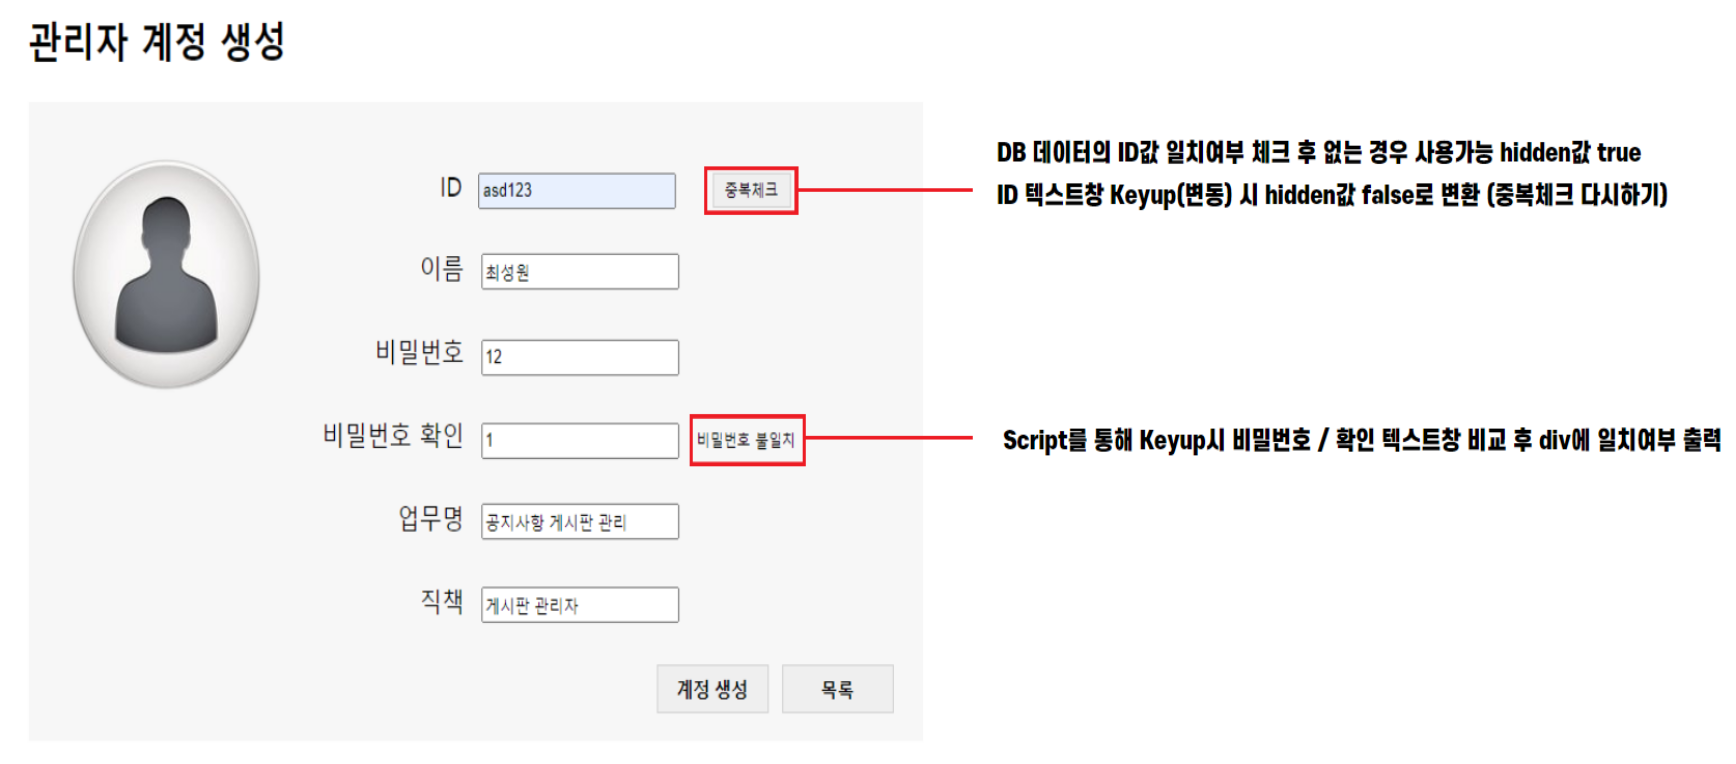 관리자 계정 생성
DB 데이터의 ID값 일치여부 체크 후 없는 경우 사용가능 hidden값 true
ID asd123 중복체크
ID 텍스트창 Keyup(변동) 시 hidden값 false로 변환 (중복체크 다시하기)
이름 최성원
비밀번호 12
비밀번호 확인 1 비밀번호 불일치
Script를 통해 Keyup시 비밀번호 / 확인 텍스트창 비교 후 div에 일치여부 출력
업무명 공지사항 게시판 관리
직책 게시판 관리자
계정 생성 목록